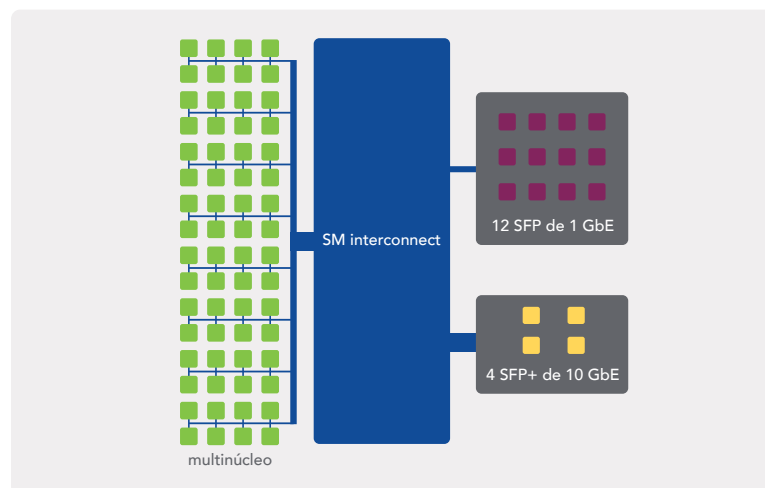 SM interconnect
12 SFP de 1 GbE
4 SFP+ de 10 GbE
multinúcleo